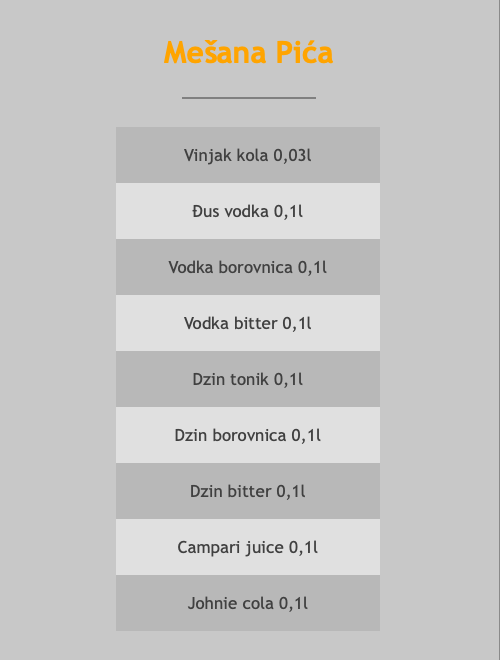 Mešana Pića
Vinjak kola 0,03l
Đus vodka 0,1l
Vodka borovnica 0,1l
Vodka bitter 0,1l
Dzin tonik 0,1l
Dzin borovnica 0,1l
Dzin bitter 0,1l
Campari juice 0,1l
Johnie cola 0,1l